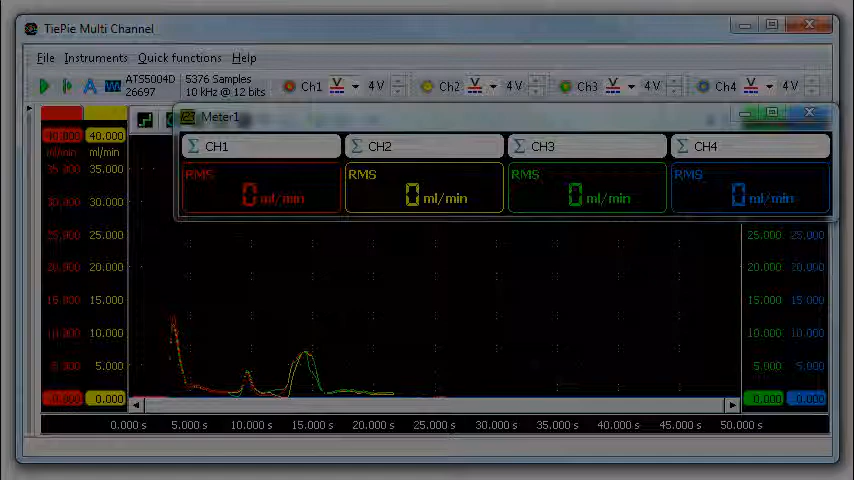 TiePie Multi Channel
File Instruments Quick functions Help
ATS5004D
26697
5376 Samples
10 kHz @ 12 bits
Ch1 V 4V
Ch2 V 4V
Ch3 V 4V
Ch4 V 4V
Meter1
Σ CH1
Σ CH2
Σ CH3
Σ CH4
RMS
0 ml/min
RMS
0 ml/min
RMS
0 ml/min
RMS
0 ml/min
40.000 40.000
ml/min ml/min
35.000 35.000
30.000 30.000
25.000 25.000 25.000 25.000
20.000 20.000 20.000 20.000
15.000 15.000 15.000 15.000
10.000 10.000 10.000 10.000
5.000 5.000 5.000 5.000
0.000 0.000 0.000 0.000
0.000 s 5.000 s 10.000 s 15.000 s 20.000 s 25.000 s 30.000 s 35.000 s 40.000 s 45.000 s 50.000 s